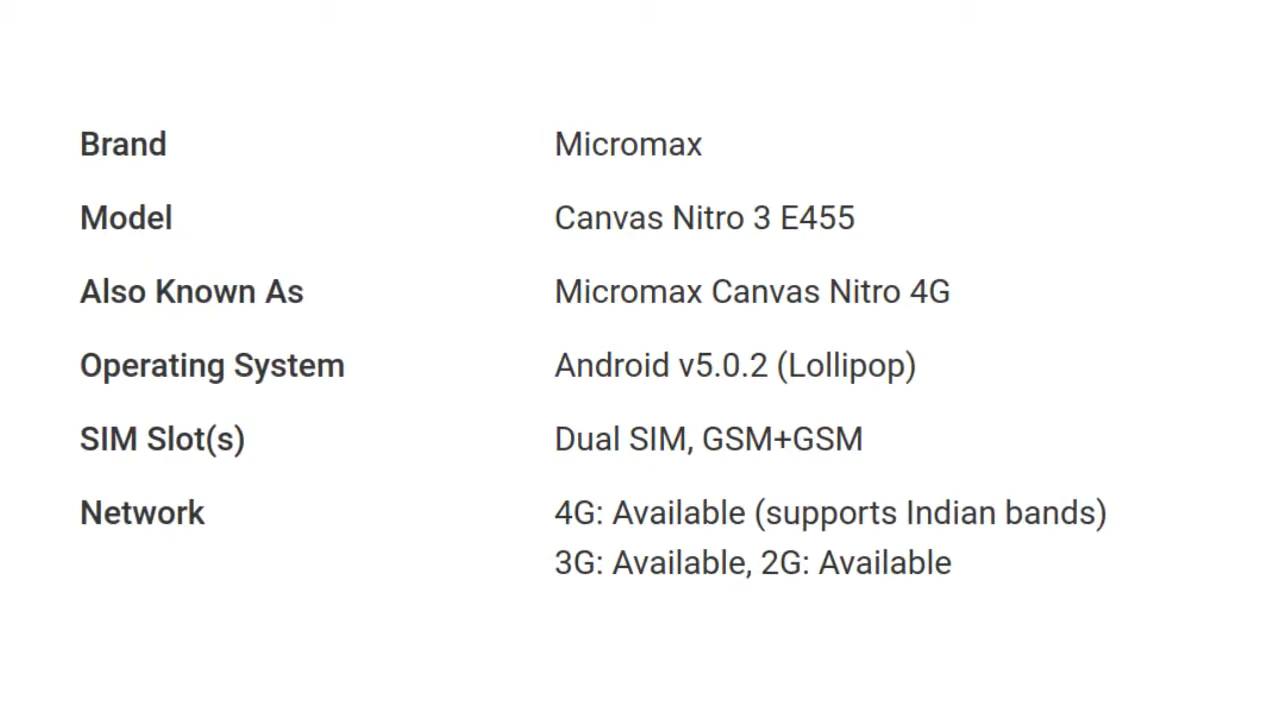 Brand Micromax
Model Canvas Nitro 3 E455
Also Known As Micromax Canvas Nitro 4G
Operating System Android v5.0.2 (Lollipop)
SIM Slot(s) Dual SIM, GSM+GSM
Network 4G: Available (supports Indian bands)
3G: Available, 2G: Available